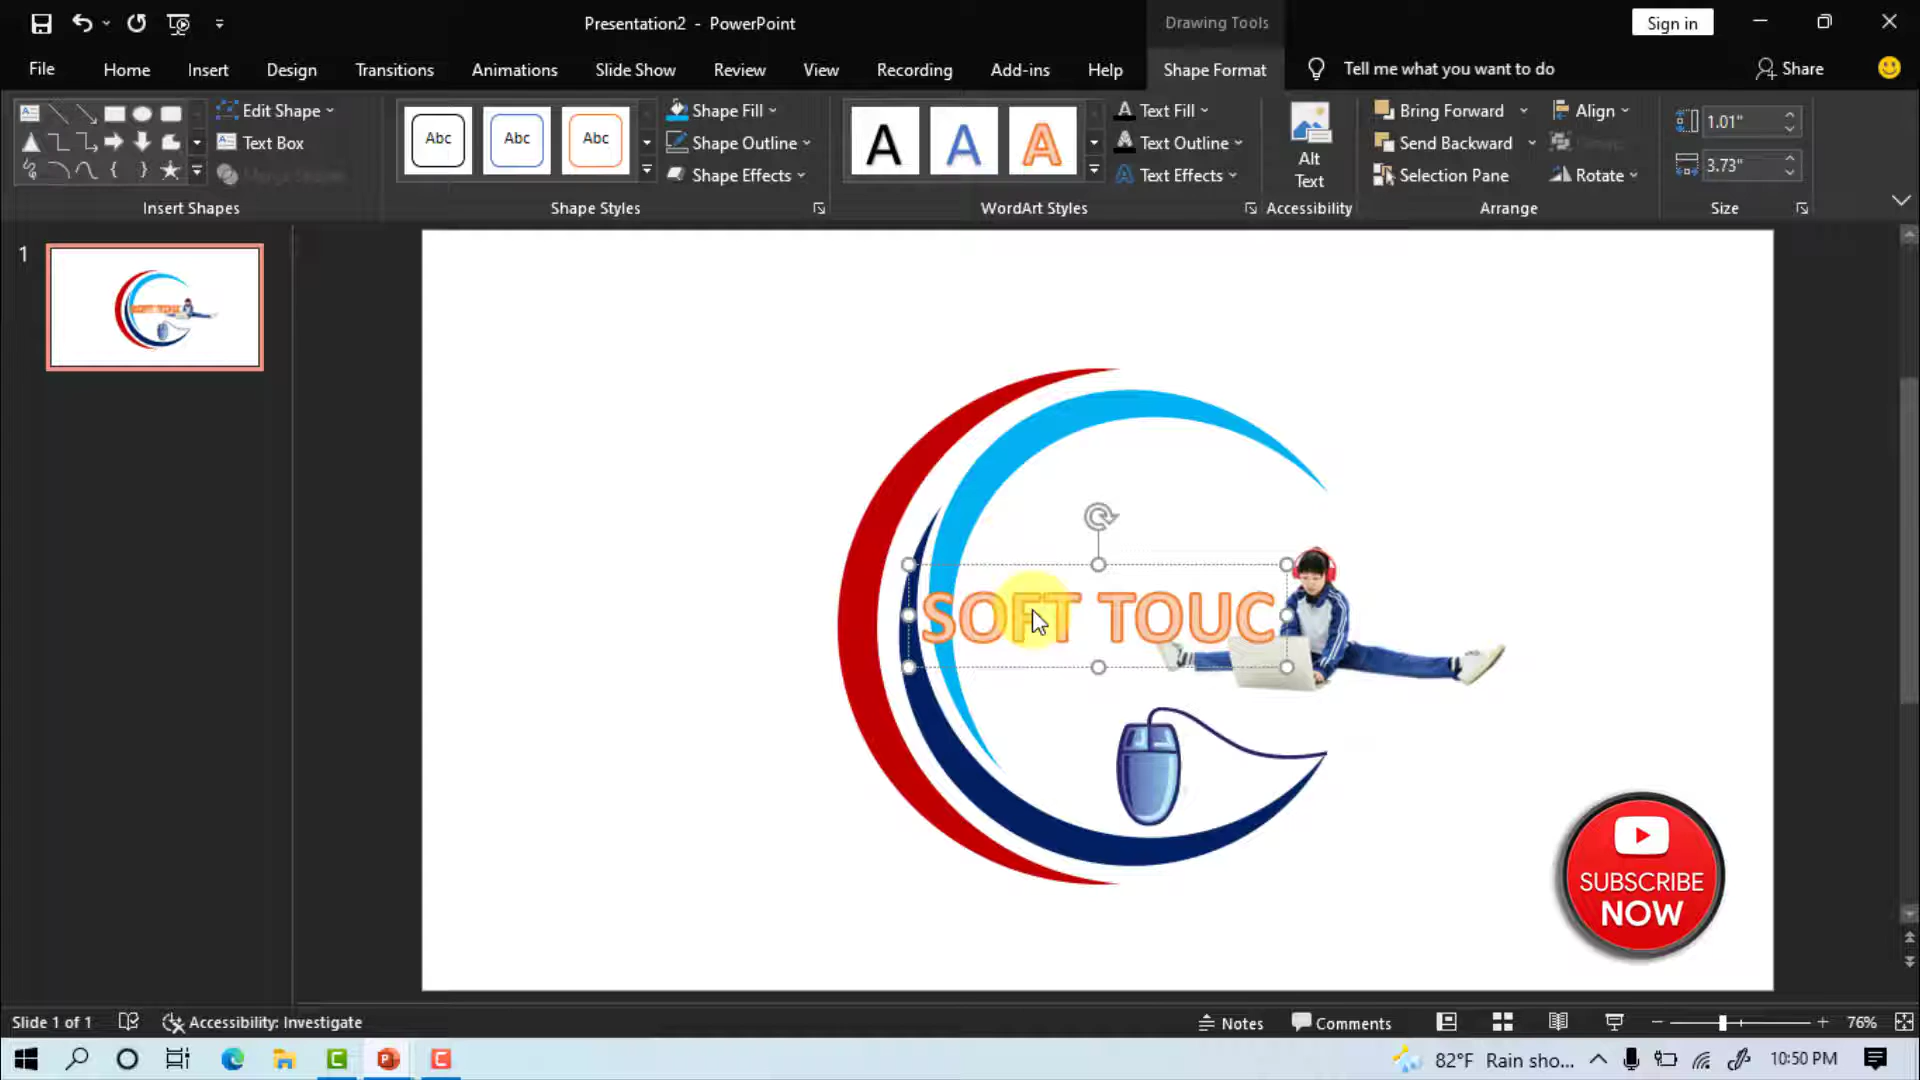 Presentation2 - PowerPoint
Drawing Tools
Sign in
File
Home
Insert
Design
Transitions
Animations
Slide Show
Review
View
Recording
Add-ins
Help
Shape Format
Tell me what you want to do
Share
Edit Shape
Text Box
Insert Shapes
Abc
Abc
Abc
Shape Fill
Shape Outline
Shape Effects
Shape Styles
A
A
A
Text Fill
Text Outline
Text Effects
WordArt Styles
Alt
Text
Accessibility
Bring Forward
Send Backward
Selection Pane
Align
Rotate
Arrange
1.01"
3.73"
Size
1
SOFT TOUC
SUBSCRIBE
NOW
Slide 1 of 1
Accessibility: Investigate
Notes
Comments
76%
82°F Rain sho...
10:50 PM